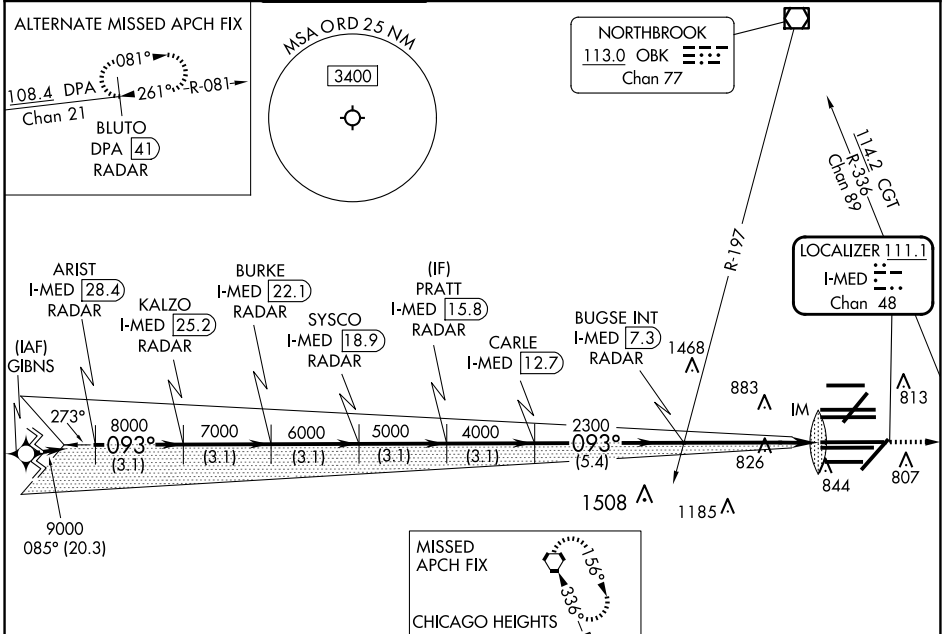 ALTERNATE MISSED APCH FIX
081°
108.4 DPA
261°
R-081
Chan 21
BLUTO
DPA 41
RADAR
MSA ORD 25 NM
3400
NORTHBROOK
113.0 OBK
Chan 77
114.2 CGT
R-336
Chan 89
R-197
LOCALIZER 111.1
I-MED
Chan 48
ARIST
I-MED 28.4
RADAR
KALZO
I-MED 25.2
RADAR
BURKE
I-MED 22.1
RADAR
SYSCO
I-MED 18.9
RADAR
(IF)
PRATT
I-MED 15.8
RADAR
CARLE
I-MED 12.7
BUGSE INT
I-MED 7.3
RADAR
1468
883
IM
813
(IAF)
GIBNS
273°
8000
093°
(3.1)
7000
(3.1)
6000
(3.1)
5000
(3.1)
4000
(3.1)
2300
093°
(5.4)
826
844
807
1508
1185
9000
085° (20.3)
MISSED
APCH FIX
156°
336°
CHICAGO HEIGHTS